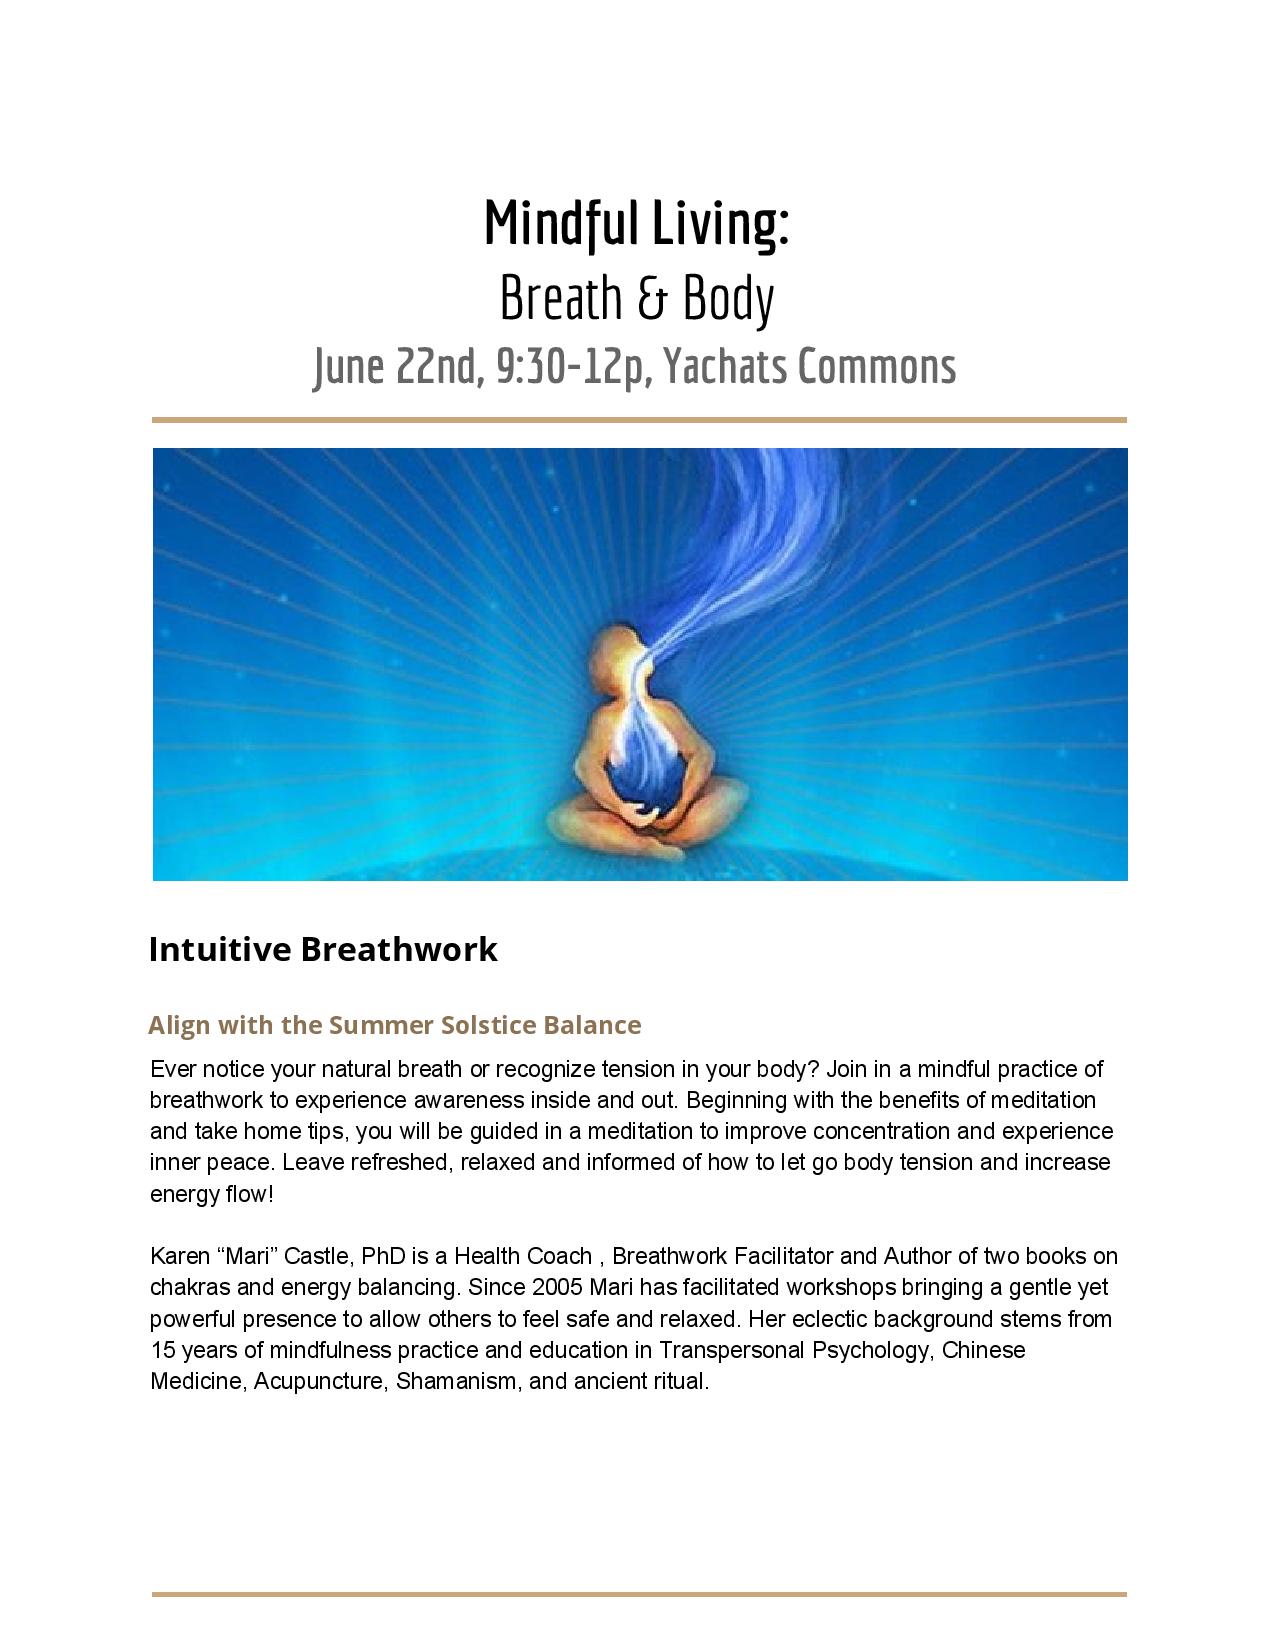 Mindful Living:
Breath & Body
June 22nd, 9:30-12p, Yachats Commons
Intuitive Breathwork
Align with the Summer Solstice Balance
Ever notice your natural breath or recognize tension in your body? Join in a mindful practice of
breathwork to experience awareness inside and out. Beginning with the benefits of meditation
and take home tips, you will be guided in a meditation to improve concentration and experience
inner peace. Leave refreshed, relaxed and informed of how to let go body tension and increase
energy flow!
Karen “Mari” Castle, PhD is a Health Coach , Breathwork Facilitator and Author of two books on
chakras and energy balancing. Since 2005 Mari has facilitated workshops bringing a gentle yet
powerful presence to allow others to feel safe and relaxed. Her eclectic background stems from
15 years of mindfulness practice and education in Transpersonal Psychology, Chinese
Medicine, Acupuncture, Shamanism, and ancient ritual.